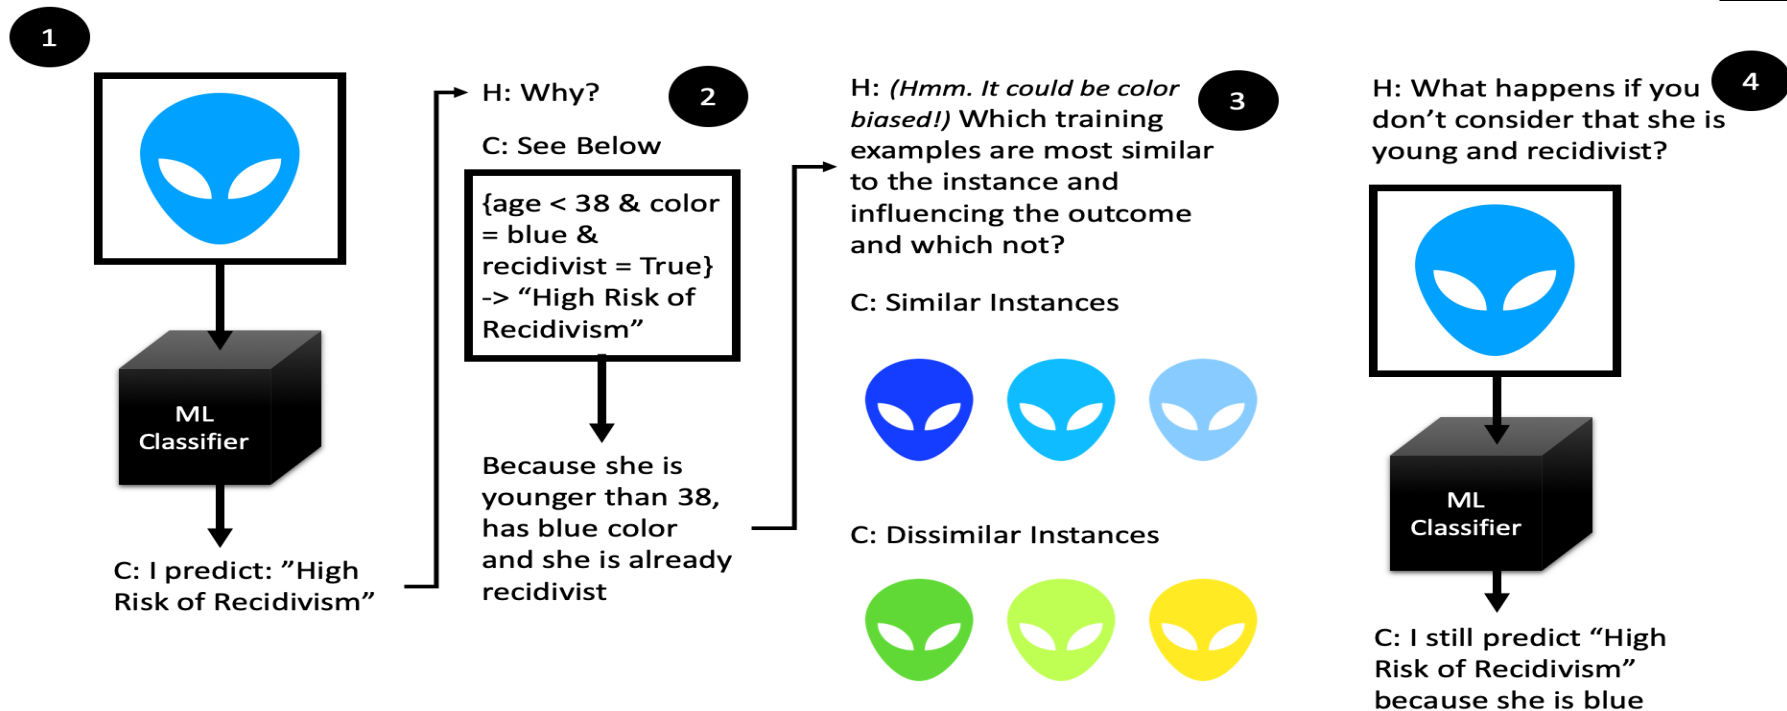 1
ML
Classifier
C: I predict: ”High
Risk of Recidivism”
2
H: Why?
C: See Below
{age < 38 & color
= blue &
recidivist = True}
-> “High Risk of
Recidivism”
Because she is
younger than 38,
has blue color
and she is already
recidivist
3
H: (Hmm. It could be color
biased!) Which training
examples are most similar
to the instance and
influencing the outcome
and which not?
C: Similar Instances
C: Dissimilar Instances
4
H: What happens if you
don’t consider that she is
young and recidivist?
ML
Classifier
C: I still predict “High
Risk of Recidivism”
because she is blue